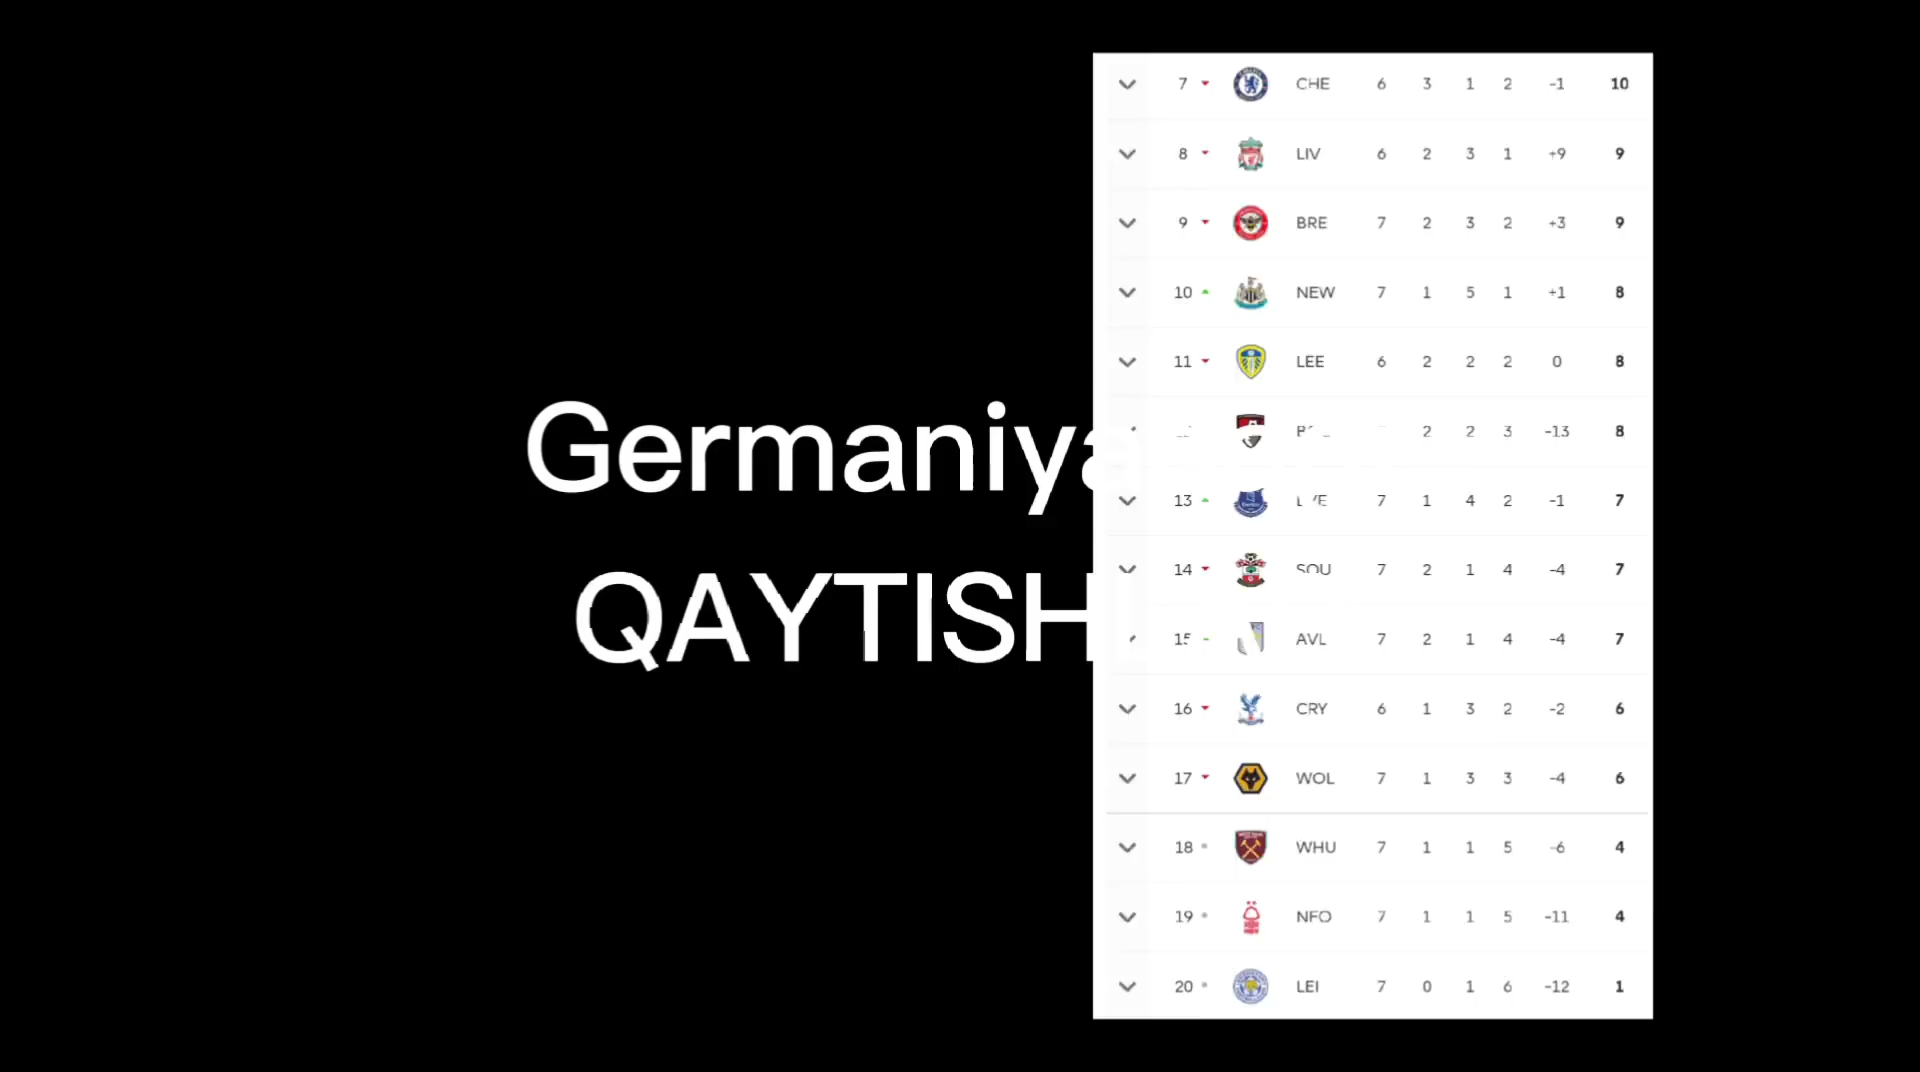 7 CHE 6 3 1 2 -1 10
8 LIV 6 2 3 1 +9 9
9 BRE 7 2 3 2 +3 9
10 NEW 7 1 5 1 +1 8
11 LEE 6 2 2 2 0 8
2 2 3 -13 8
Germaniya
13 7 1 4 2 -1 7
14 SOU 7 2 1 4 -4 7
QAYTISH
15 AVL 7 2 1 4 -4 7
16 CRY 6 1 3 2 -2 6
17 WOL 7 1 3 3 -4 6
18 WHU 7 1 1 5 -6 4
19 NFO 7 1 1 5 -11 4
20 LEI 7 0 1 6 -12 1